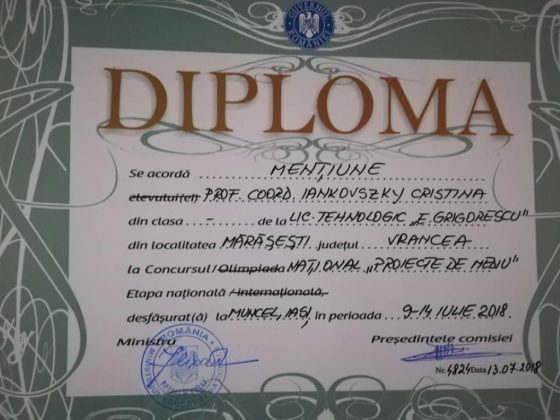 GUVERNUL ROMÂNIEI
DIPLOMA
Se acordă MENȚIUNE
elevului(ei) PROF. COORD. IANKOVSZKY CRISTINA
din clasa – de la LIC. TEHNOLOGIC „E. GRIGORESCU"
din localitatea MĂRĂȘEȘTI județul VRANCEA
la Concursul/Olimpiada NAȚIONAL „PROIECTE DE MENIU"
Etapa națională /internațională,
desfășurat(ă) la MUNCEL, IAȘI, în perioada 9-14 IULIE 2018
Ministru Președintele comisiei
ROMÂNIA
Nr. 4824 Data 13.07.2018